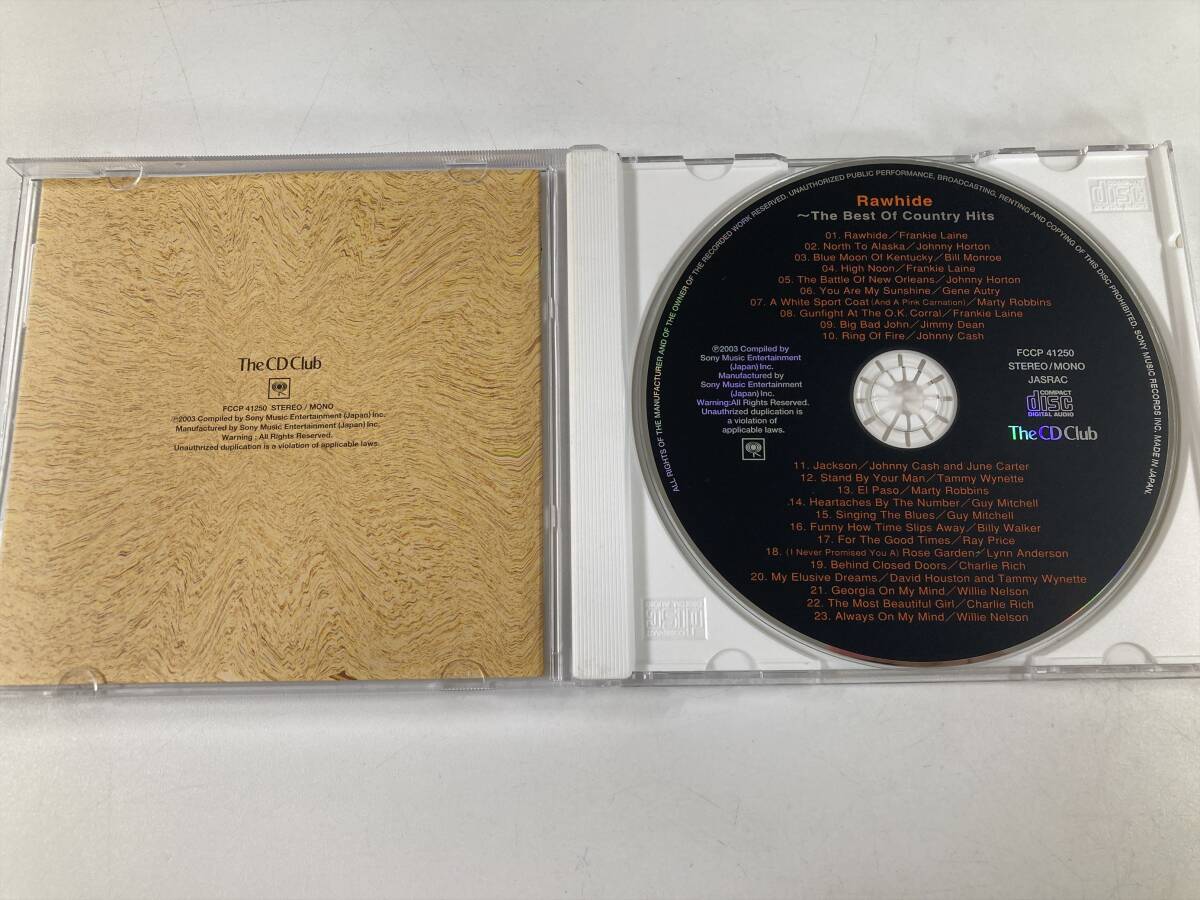 The CD Club
FCCP 41250 STEREO / MONO
℗2003 Compiled by Sony Music Entertainment (Japan) Inc.
Manufactured by Sony Music Entertainment (Japan) Inc.
Warning : All Rights Reserved.
Unauthrized duplication is a violation of applicable laws.
ALL RIGHTS OF THE MANUFACTURER AND OF THE OWNER OF THE RECORDED WORK RESERVED. UNAUTHORIZED PUBLIC PERFORMANCE, BROADCASTING, RENTING AND COPYING OF THIS DISC PROHIBITED. SONY MUSIC RECORDS INC. MADE IN JAPAN.
Rawhide
~The Best Of Country Hits
01. Rawhide/Frankie Laine
02. North To Alaska/Johnny Horton
03. Blue Moon Of Kentucky/Bill Monroe
04. High Noon/Frankie Laine
05. The Battle Of New Orleans/Johnny Horton
06. You Are My Sunshine/Gene Autry
07. A White Sport Coat (And A Pink Carnation)/Marty Robbins
08. Gunfight At The O.K. Corral/Frankie Laine
09. Big Bad John/Jimmy Dean
10. Ring Of Fire/Johnny Cash
℗2003 Compiled by
Sony Music Entertainment
(Japan) Inc.
Manufactured by
Sony Music Entertainment
(Japan) Inc.
Warning:All Rights Reserved.
Unauthrized duplication is
a violation of
applicable laws.
FCCP 41250
STEREO/MONO
JASRAC
COMPACT
disc
DIGITAL AUDIO
The CD Club
11. Jackson/Johnny Cash and June Carter
12. Stand By Your Man/Tammy Wynette
13. El Paso/Marty Robbins
14. Heartaches By The Number/Guy Mitchell
15. Singing The Blues/Guy Mitchell
16. Funny How Time Slips Away/Billy Walker
17. For The Good Times/Ray Price
18. (I Never Promised You A) Rose Garden/Lynn Anderson
19. Behind Closed Doors/Charlie Rich
20. My Elusive Dreams/David Houston and Tammy Wynette
21. Georgia On My Mind/Willie Nelson
22. The Most Beautiful Girl/Charlie Rich
23. Always On My Mind/Willie Nelson
COMPACT
disc
DIGITAL AUDIO
COMPACT
disc
DIGITAL AUDIO